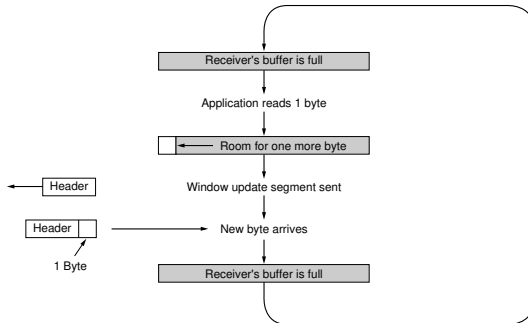 Receiver's buffer is full
Application reads 1 byte
Room for one more byte
Window update segment sent
Header
Header
New byte arrives
1 Byte
Receiver's buffer is full